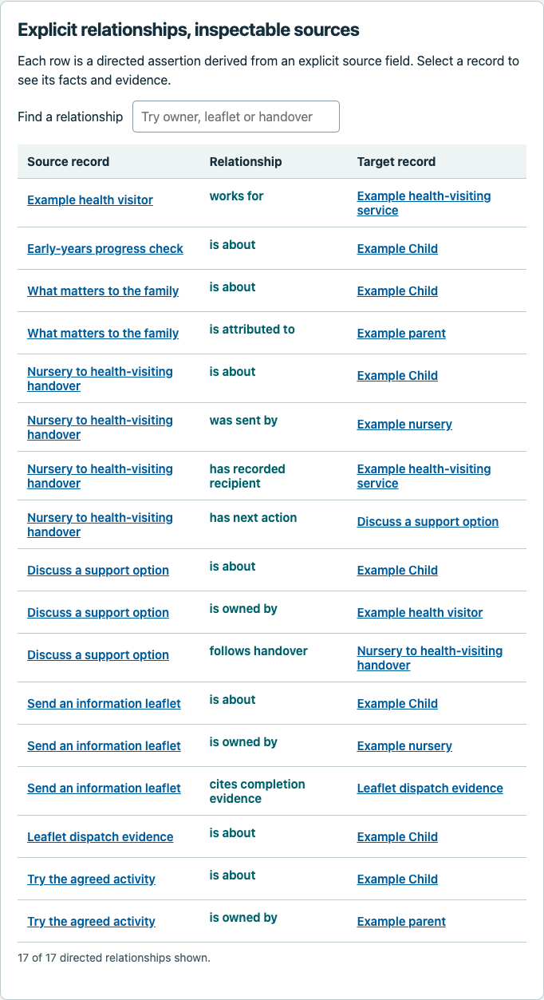 Explicit relationships, inspectable sources
Each row is a directed assertion derived from an explicit source field. Select a record to
see its facts and evidence.
Find a relationship Try owner, leaflet or handover
Source record Relationship Target record
Example health visitor works for Example health-visiting
service
Early-years progress check is about Example Child
What matters to the family is about Example Child
What matters to the family is attributed to Example parent
Nursery to health-visiting is about Example Child
handover
Nursery to health-visiting was sent by Example nursery
handover
Nursery to health-visiting has recorded Example health-visiting
handover recipient service
Nursery to health-visiting has next action Discuss a support option
handover
Discuss a support option is about Example Child
Discuss a support option is owned by Example health visitor
Discuss a support option follows handover Nursery to health-visiting
handover
Send an information leaflet is about Example Child
Send an information leaflet is owned by Example nursery
Send an information leaflet cites completion Leaflet dispatch evidence
evidence
Leaflet dispatch evidence is about Example Child
Try the agreed activity is about Example Child
Try the agreed activity is owned by Example parent
17 of 17 directed relationships shown.